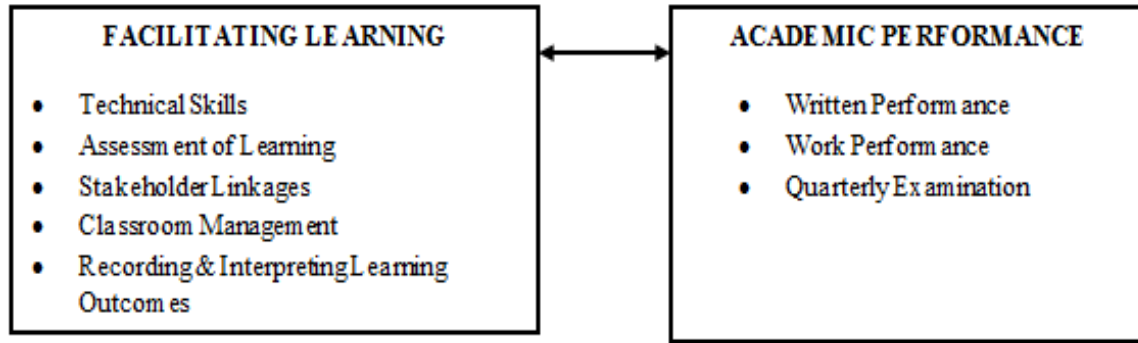 FACILITATING LEARNING
• Technical Skills
• Assessment of Learning
• Stakeholder Linkages
• Classroom Management
• Recording & Interpreting Learning
Outcomes
ACADEMIC PERFORMANCE
• Written Performance
• Work Performance
• Quarterly Examination